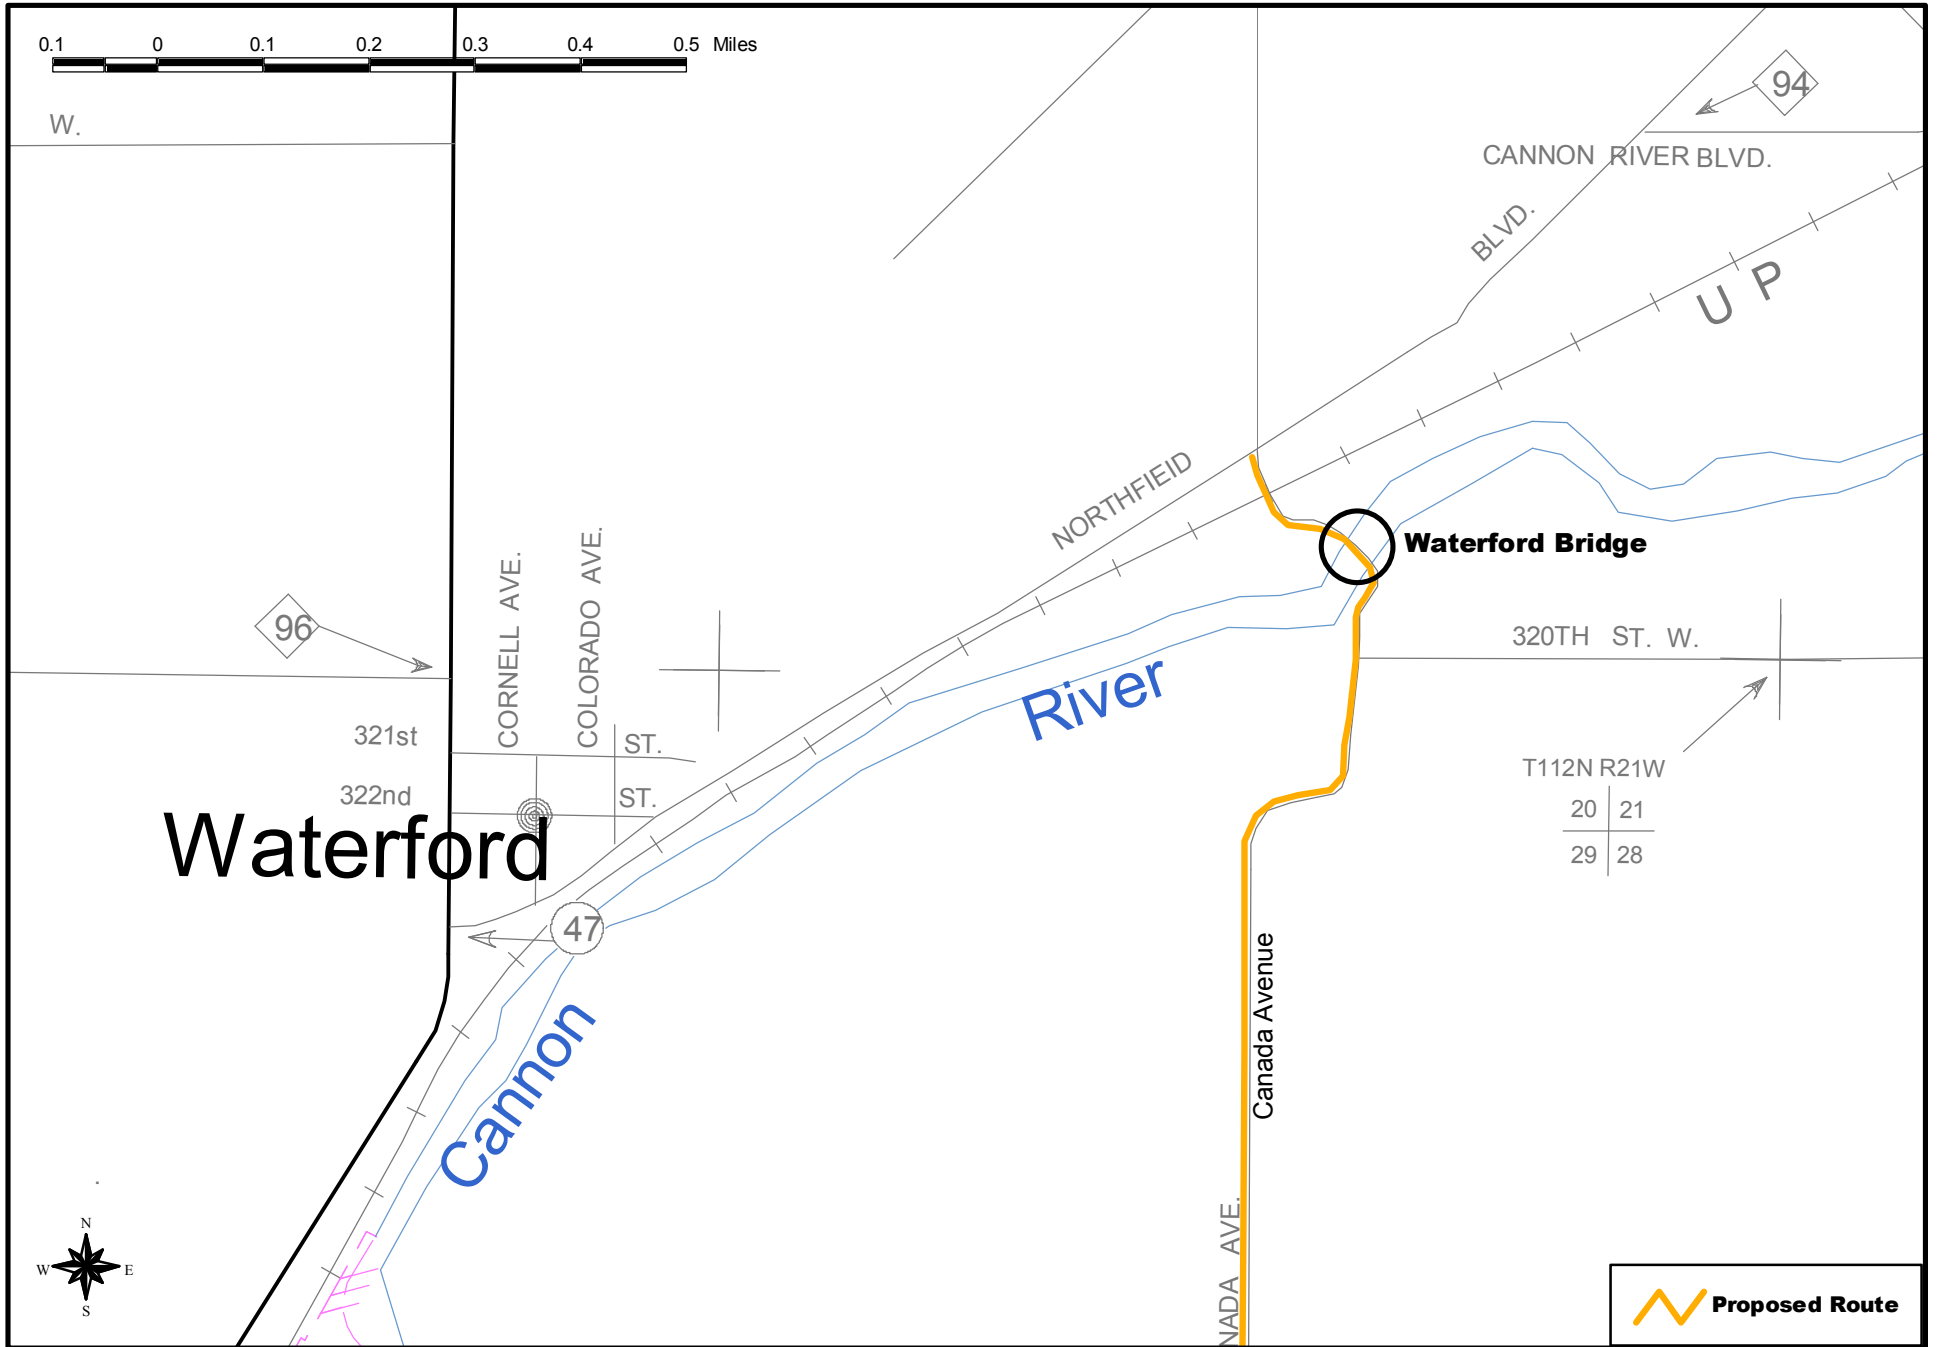 0.1 0 0.1 0.2 0.3 0.4 0.5 Miles
94
W.
CANNON RIVER BLVD.
BLVD.
U P
NORTHFIEID
Waterford Bridge
CORNELL AVE.
COLORADO AVE.
96
320TH ST. W.
River
321st
ST.
T112N R21W
322nd
ST.
20 21
29 28
Waterford
47
Canada Avenue
Cannon
NADA AVE.
N
W E
S
Proposed Route